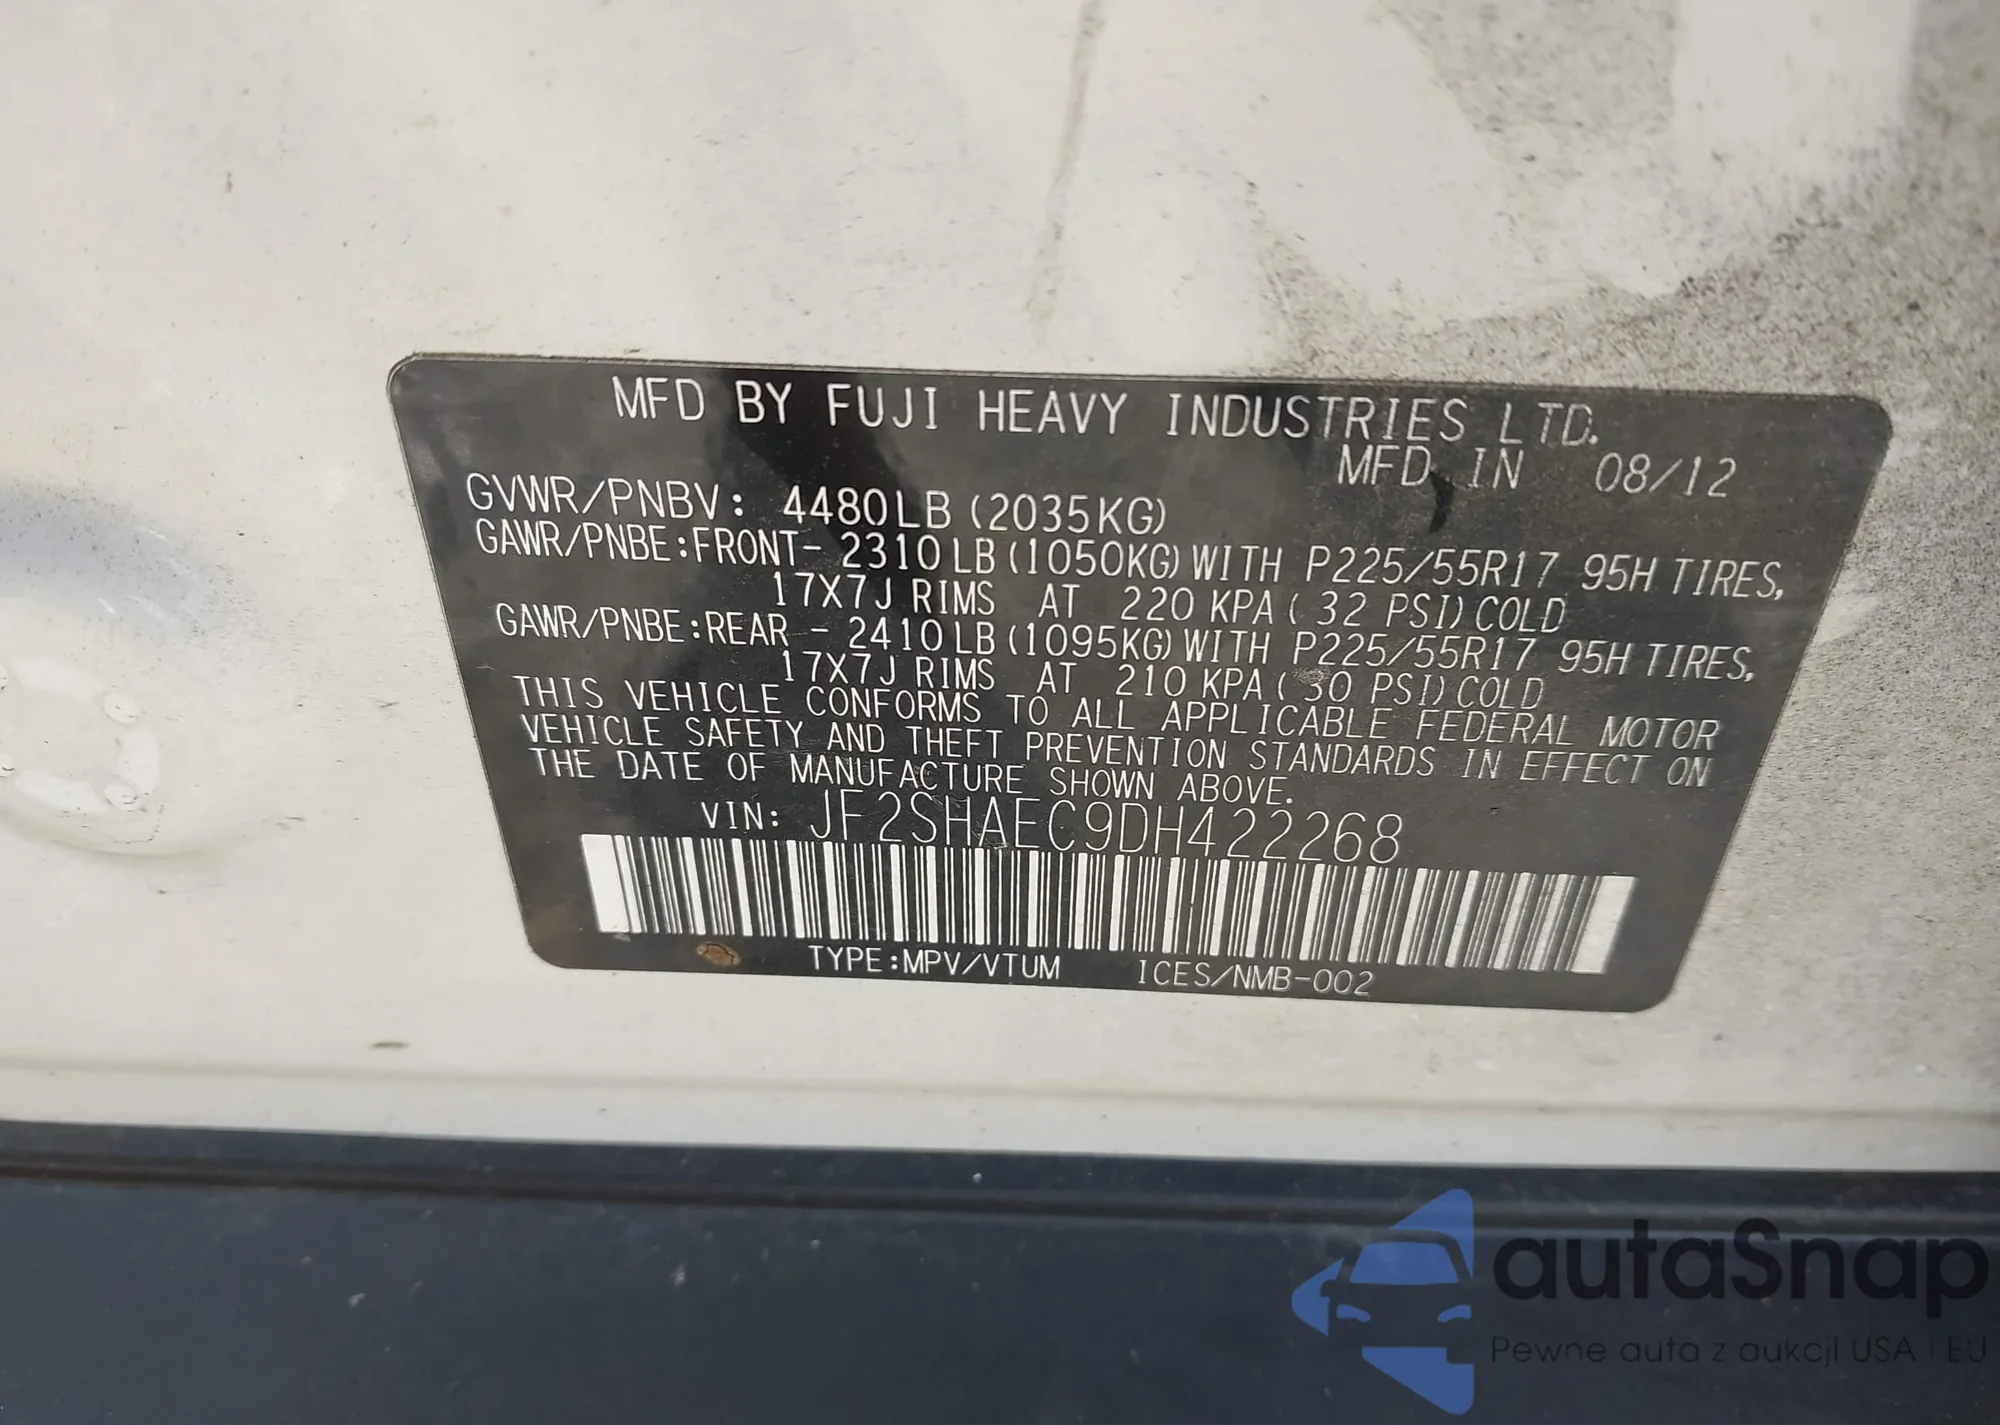 MFD BY FUJI HEAVY INDUSTRIES LTD.
MFD IN 08/12
GVWR/PNBV: 4480LB (2035KG)
GAWR/PNBE:FRONT- 2310LB (1050KG) WITH P225/55R17 95H TIRES,
17X7J RIMS AT 220 KPA ( 32 PSI) COLD
GAWR/PNBE:REAR - 2410LB (1095KG) WITH P225/55R17 95H TIRES,
17X7J RIMS AT 210 KPA ( 30 PSI) COLD
THIS VEHICLE CONFORMS TO ALL APPLICABLE FEDERAL MOTOR
VEHICLE SAFETY AND THEFT PREVENTION STANDARDS IN EFFECT ON
THE DATE OF MANUFACTURE SHOWN ABOVE.
VIN: JF2SHAEC9DH422268
TYPE:MPV/VTUM ICES/NMB-002
autaSnap
Pewne auta z aukcji USA i EU